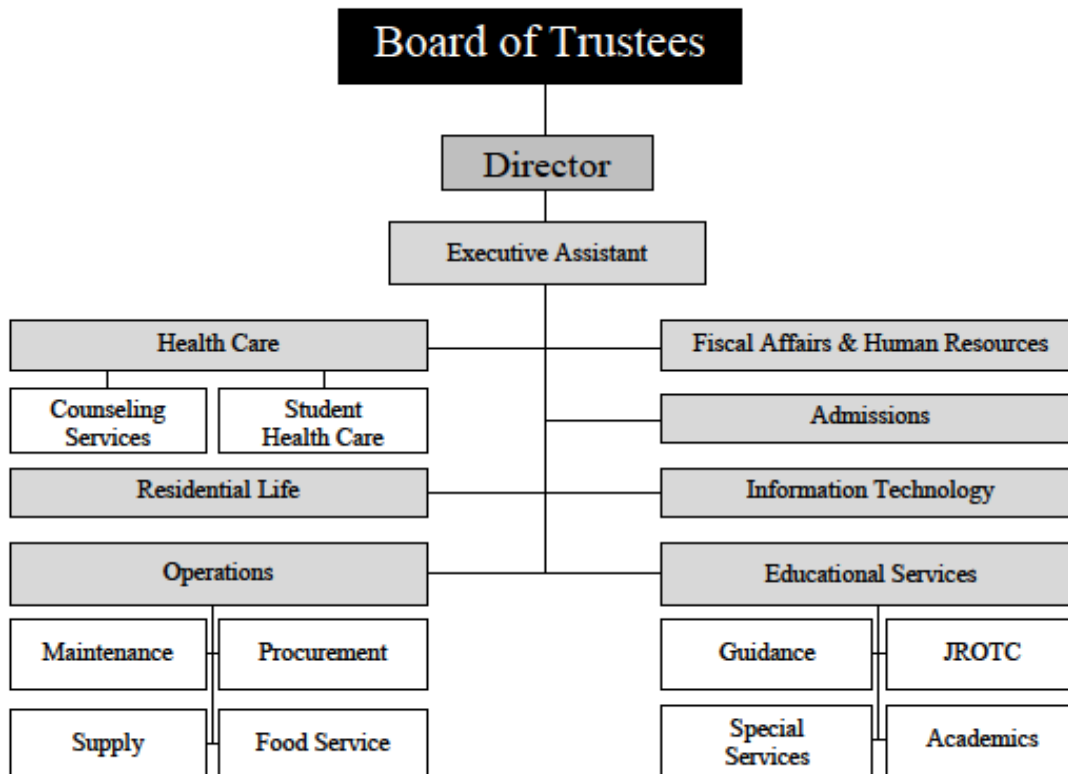 Board of Trustees
Director
Executive Assistant
Health Care
Fiscal Affairs & Human Resources
Counseling
Services
Student
Health Care
Admissions
Residential Life
Information Technology
Operations
Educational Services
Maintenance
Procurement
Guidance
JROTC
Supply
Food Service
Special
Services
Academics